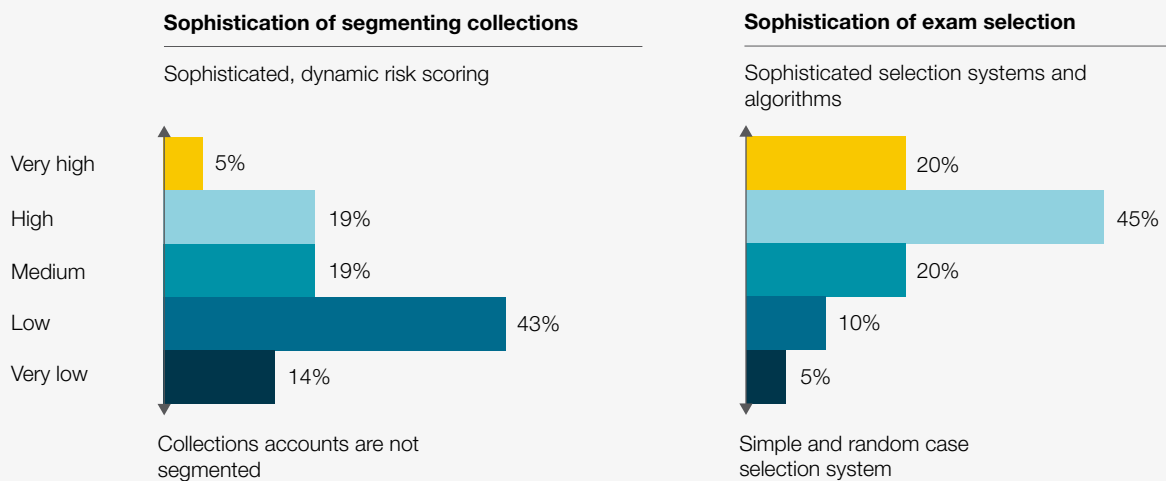 Sophistication of segmenting collections
Sophisticated, dynamic risk scoring
Very high
5%
High
19%
Medium
19%
Low
43%
Very low
14%
Collections accounts are not
segmented
Sophistication of exam selection
Sophisticated selection systems and
algorithms
20%
45%
20%
10%
5%
Simple and random case
selection system